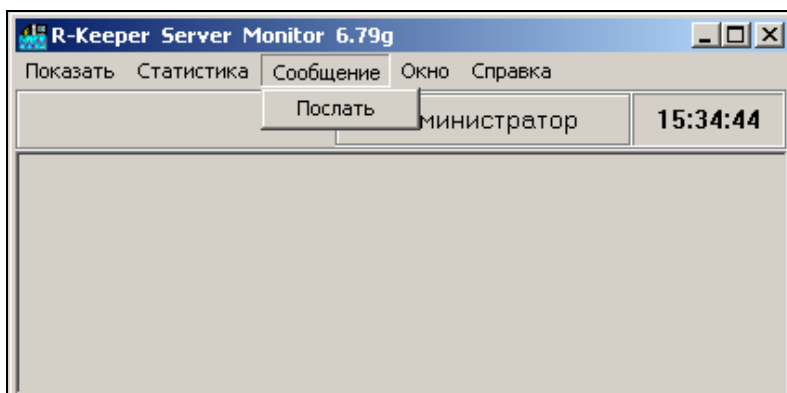 R-Keeper Server Monitor 6.79g
Показать Статистика Сообщение Окно Справка
Послать
министратор 15:34:44